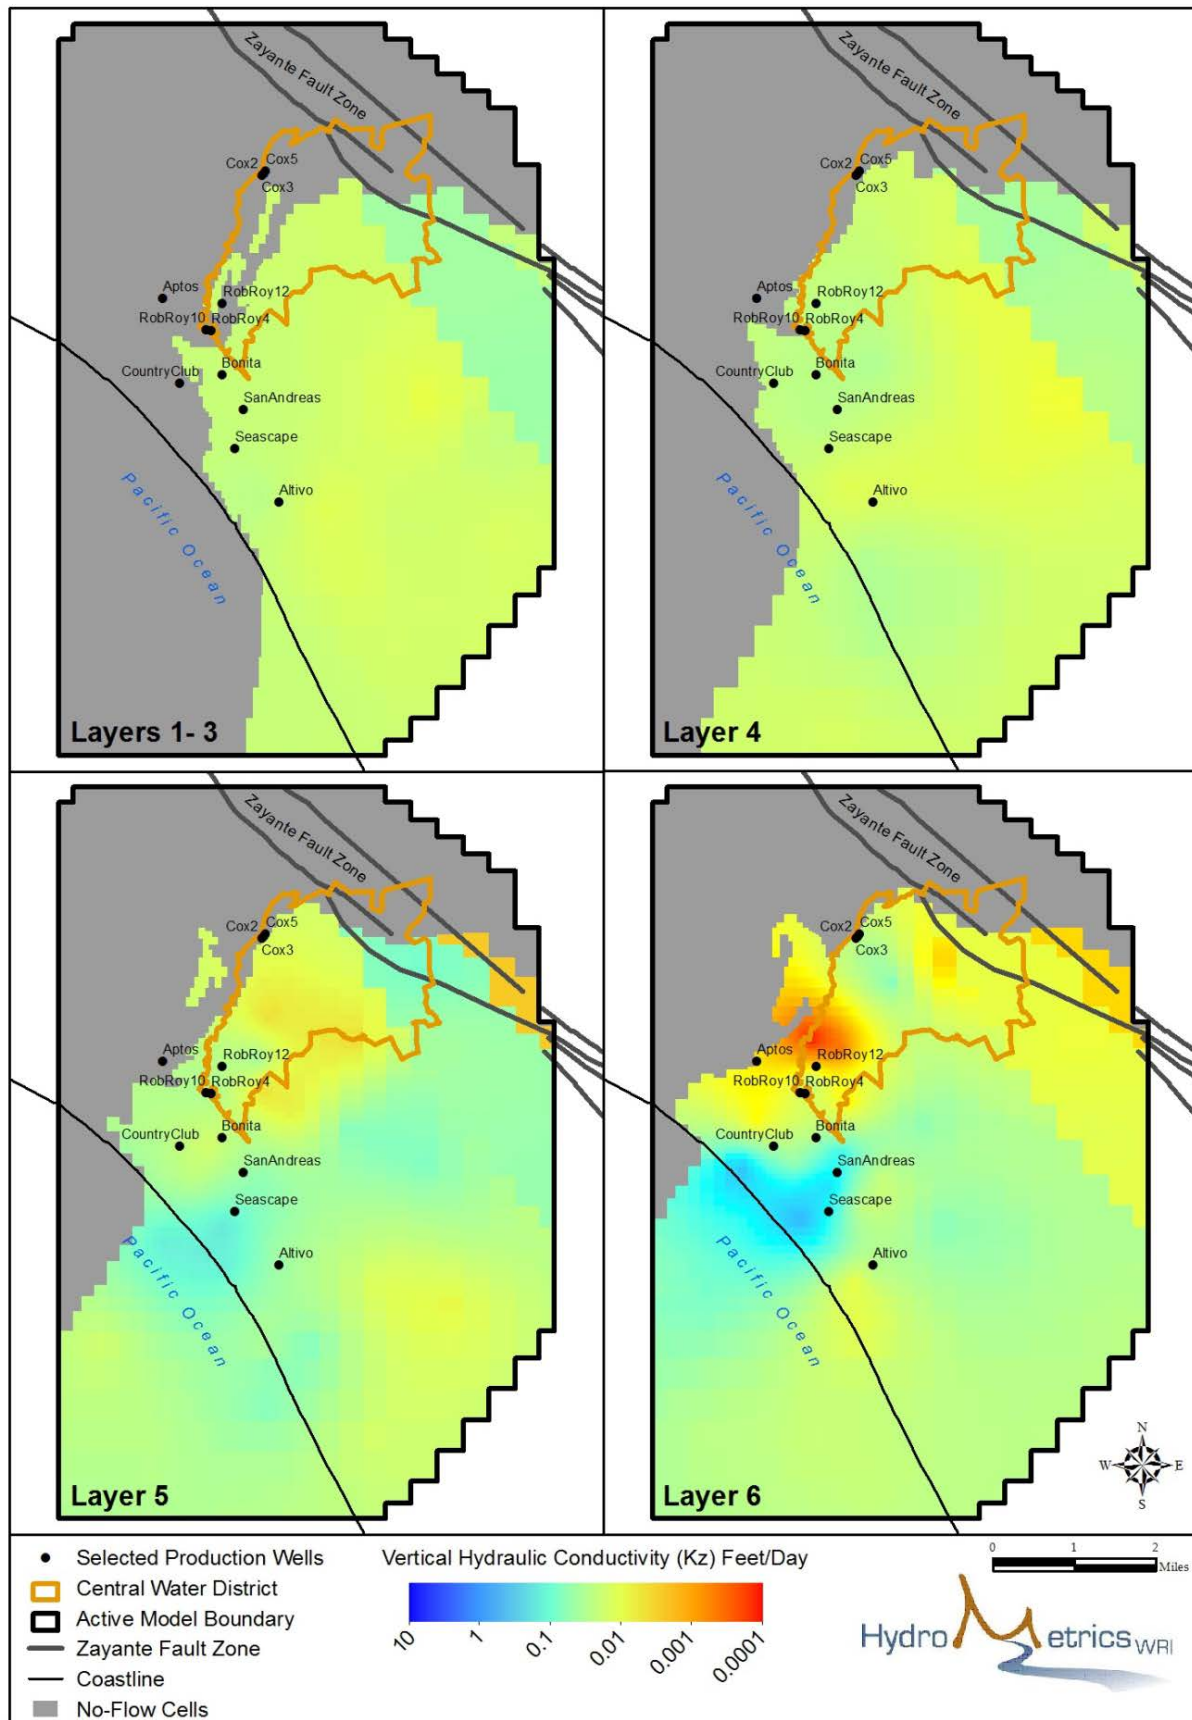 Zayante Fault Zone
Cox2
Cox5
Cox3
Aptos
RobRoy12
RobRoy10
RobRoy4
CountryClub
Bonita
SanAndreas
Seascape
Altivo
Pacific Ocean
Layers 1- 3
Zayante Fault Zone
Cox2
Cox5
Cox3
Aptos
RobRoy12
RobRoy10
RobRoy4
CountryClub
Bonita
SanAndreas
Seascape
Altivo
Pacific Ocean
Layer 4
Zayante Fault Zone
Cox2
Cox5
Cox3
Aptos
RobRoy12
RobRoy10
RobRoy4
CountryClub
Bonita
SanAndreas
Seascape
Altivo
Pacific Ocean
Layer 5
Zayante Fault Zone
Cox2
Cox5
Cox3
Aptos
RobRoy12
RobRoy10
RobRoy4
CountryClub
Bonita
SanAndreas
Seascape
Altivo
Pacific Ocean
Layer 6
N
W E
S
Selected Production Wells
Central Water District
Active Model Boundary
Zayante Fault Zone
Coastline
No-Flow Cells
Vertical Hydraulic Conductivity (Kz) Feet/Day
10 1 0.1 0.01 0.001 0.0001
0 1 2
Miles
HydroMetrics WRI